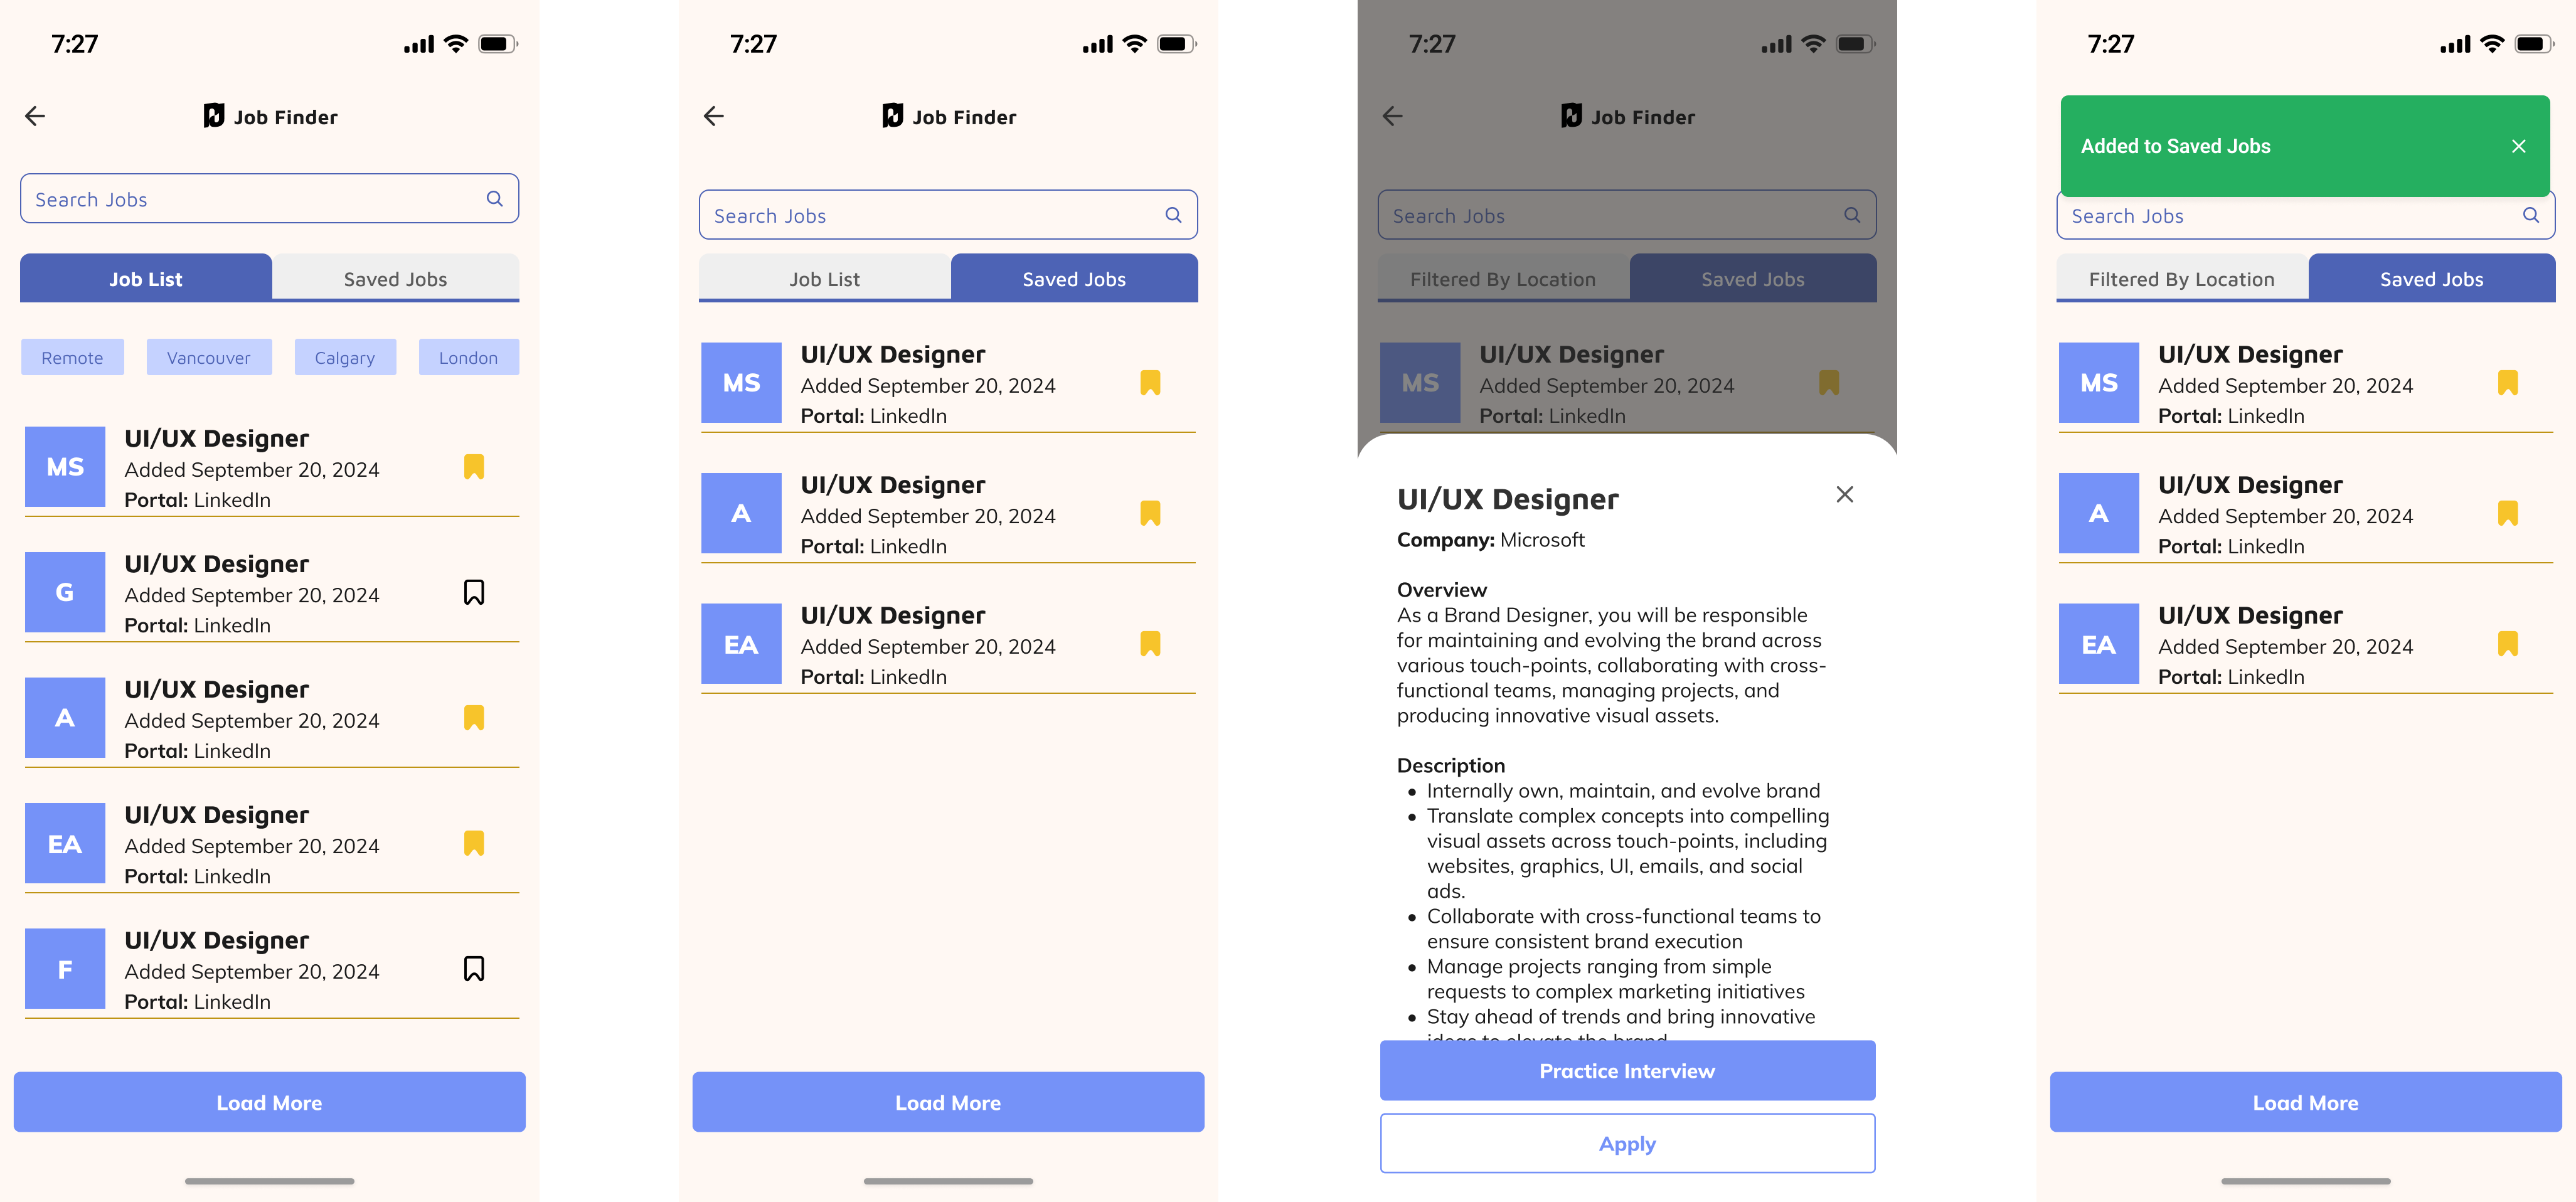 7:27
Job Finder
Search Jobs
Job List Saved Jobs
Remote Vancouver Calgary London
MS
UI/UX Designer
Added September 20, 2024
Portal: LinkedIn
G
UI/UX Designer
Added September 20, 2024
Portal: LinkedIn
A
UI/UX Designer
Added September 20, 2024
Portal: LinkedIn
EA
UI/UX Designer
Added September 20, 2024
Portal: LinkedIn
F
UI/UX Designer
Added September 20, 2024
Portal: LinkedIn
Load More
7:27
Job Finder
Search Jobs
Job List Saved Jobs
MS
UI/UX Designer
Added September 20, 2024
Portal: LinkedIn
A
UI/UX Designer
Added September 20, 2024
Portal: LinkedIn
EA
UI/UX Designer
Added September 20, 2024
Portal: LinkedIn
Load More
7:27
Job Finder
Search Jobs
Filtered By Location Saved Jobs
MS
UI/UX Designer
Added September 20, 2024
Portal: LinkedIn
UI/UX Designer
Company: Microsoft
Overview
As a Brand Designer, you will be responsible
for maintaining and evolving the brand across
various touch-points, collaborating with cross-
functional teams, managing projects, and
producing innovative visual assets.
Description
• Internally own, maintain, and evolve brand
• Translate complex concepts into compelling
visual assets across touch-points, including
websites, graphics, UI, emails, and social
ads.
• Collaborate with cross-functional teams to
ensure consistent brand execution
• Manage projects ranging from simple
requests to complex marketing initiatives
• Stay ahead of trends and bring innovative
ideas to elevate the brand
Practice Interview
Apply
7:27
Added to Saved Jobs
Search Jobs
Filtered By Location Saved Jobs
MS
UI/UX Designer
Added September 20, 2024
Portal: LinkedIn
A
UI/UX Designer
Added September 20, 2024
Portal: LinkedIn
EA
UI/UX Designer
Added September 20, 2024
Portal: LinkedIn
Load More